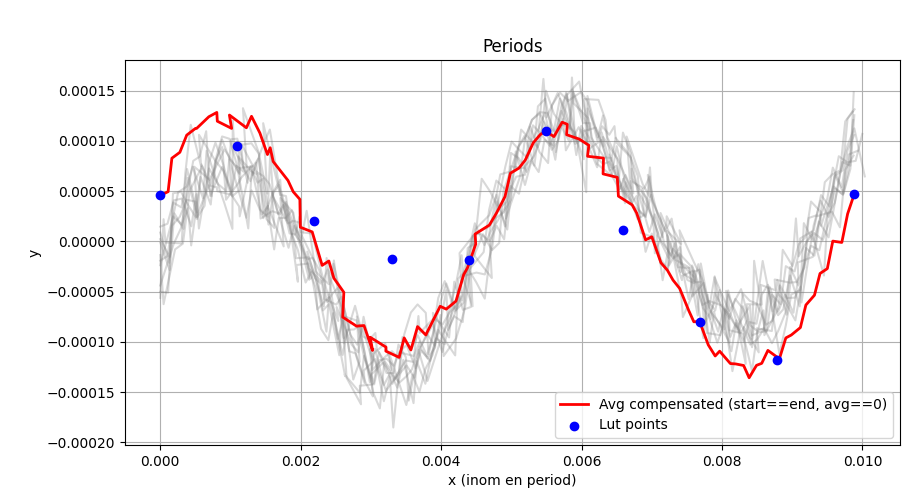 Periods
0.00015
0.00010
0.00005
0.00000
−0.00005
−0.00010
−0.00015
−0.00020
y
Avg compensated (start==end, avg==0)
Lut points
0.000 0.002 0.004 0.006 0.008 0.010
x (inom en period)